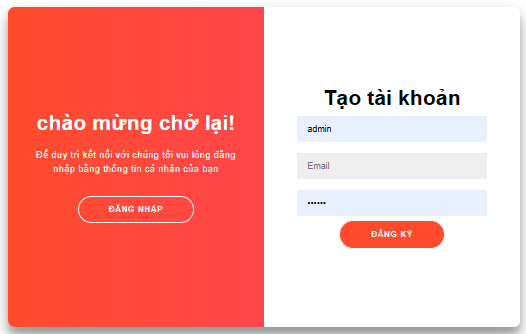 chào mừng chở lại!
Để duy trì kết nối với chúng tôi vui lòng đăng
nhập bằng thông tin cá nhân của bạn
ĐĂNG NHẬP
Tạo tài khoản
admin
Email
••••••
ĐĂNG KÝ